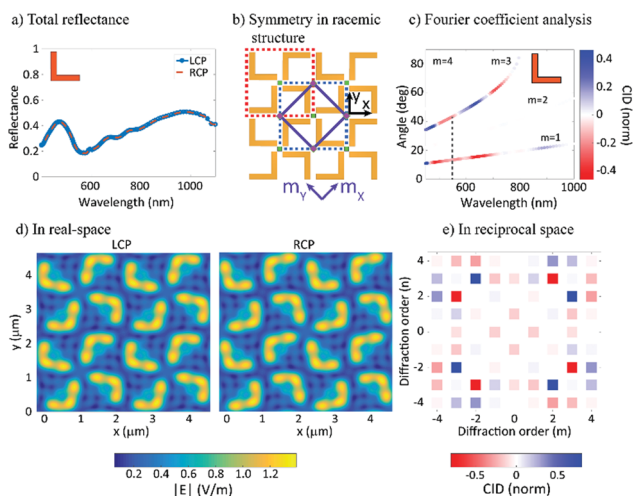 a) Total reflectance
LCP
RCP
1
0.8
0.6
0.4
0.2
0
Reflectance
600
800
1000
Wavelength (nm)
b) Symmetry in racemic
structure
y
x
mY
mX
c) Fourier coefficient analysis
80
60
40
20
0
Angle (deg)
m=4
m=3
m=2
m=1
600
800
1000
Wavelength (nm)
0.4
0.2
0
-0.2
-0.4
CID (norm)
d) In real-space
LCP
RCP
4
3
2
1
0
y (μm)
0
1
2
3
4
x (μm)
0
1
2
3
4
x (μm)
0.2 0.4 0.6 0.8 1.0 1.2
|E| (V/m)
e) In reciprocal space
4
2
0
-2
-4
Diffraction order (n)
-4
-2
0
2
4
Diffraction order (m)
-0.5
0
0.5
CID (norm)